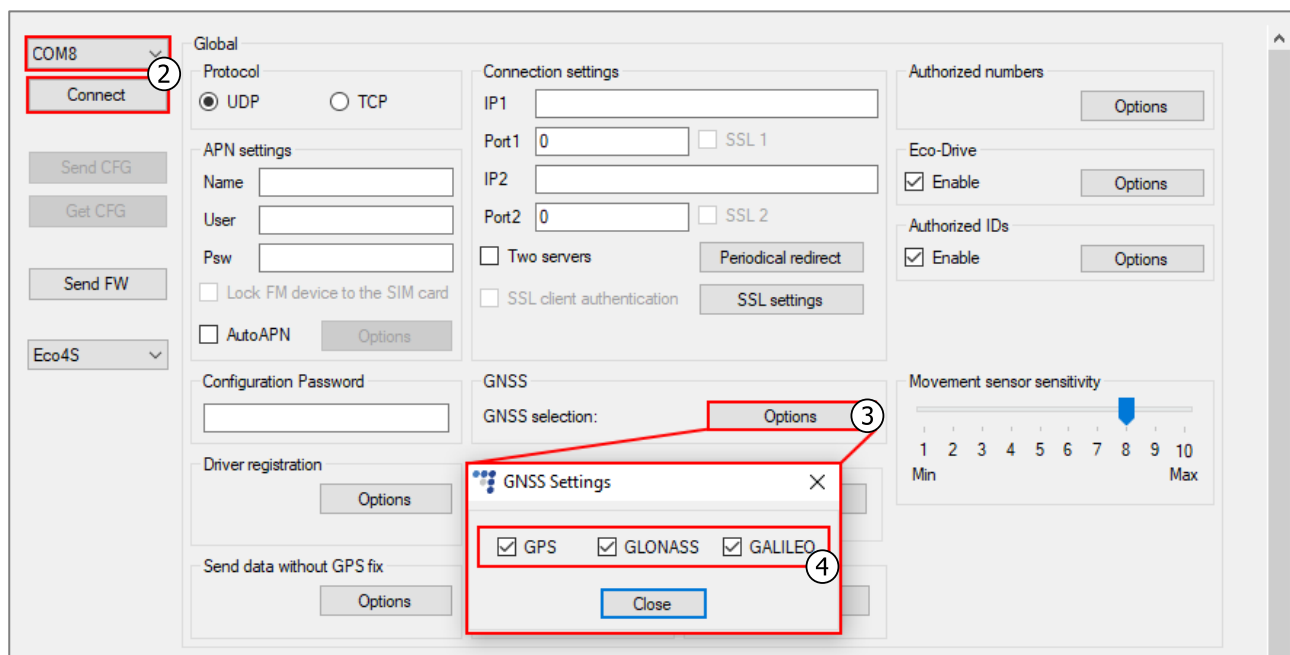 COM8
2
Connect
Send CFG
Get CFG
Send FW
Eco4S
Global
Protocol
UDP TCP
APN settings
Name
User
Psw
Lock FM device to the SIM card
AutoAPN Options
Connection settings
IP1
Port1 0 SSL 1
IP2
Port2 0 SSL 2
Two servers Periodical redirect
SSL client authentication SSL settings
Authorized numbers
Options
Eco-Drive
Enable Options
Authorized IDs
Enable Options
Configuration Password
GNSS
GNSS selection: Options 3
Movement sensor sensitivity
1 2 3 4 5 6 7 8 9 10
Min Max
Driver registration
Options
GNSS Settings
GPS GLONASS GALILEO
4
Close
Send data without GPS fix
Options